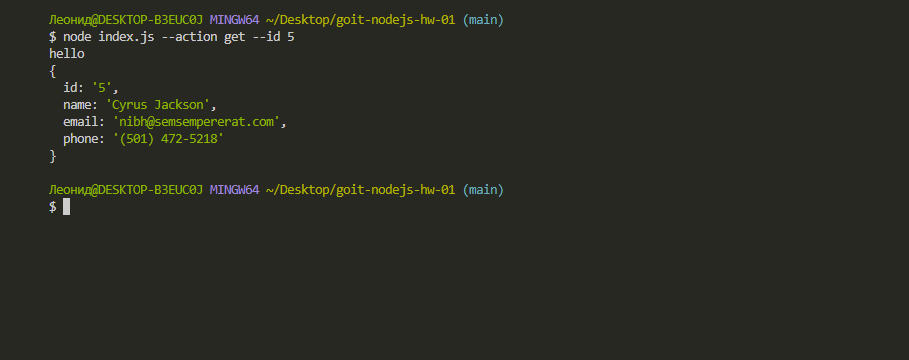 Леонид@DESKTOP-B3EUC0J MINGW64 ~/Desktop/goit-nodejs-hw-01 (main)
$ node index.js --action get --id 5
hello
{
  id: '5',
  name: 'Cyrus Jackson',
  email: 'nibh@semsempererat.com',
  phone: '(501) 472-5218'
}

Леонид@DESKTOP-B3EUC0J MINGW64 ~/Desktop/goit-nodejs-hw-01 (main)
$